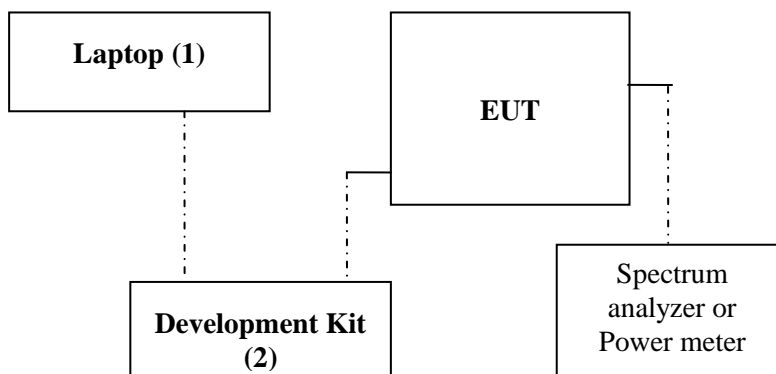 Laptop (1)
EUT
Development Kit
(2)
Spectrum
analyzer or
Power meter